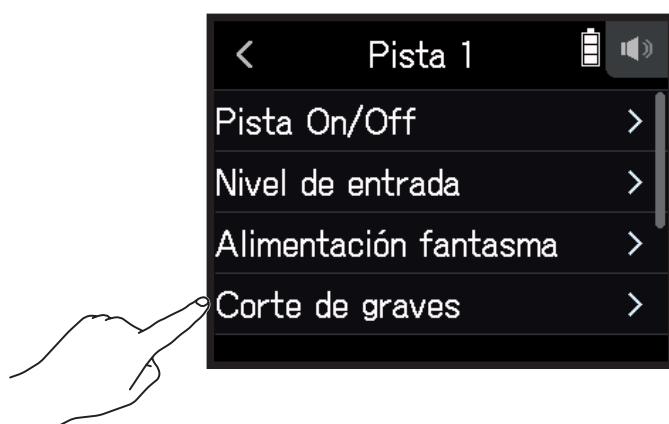 Pista 1
Pista On/Off
Nivel de entrada
Alimentación fantasma
Corte de graves